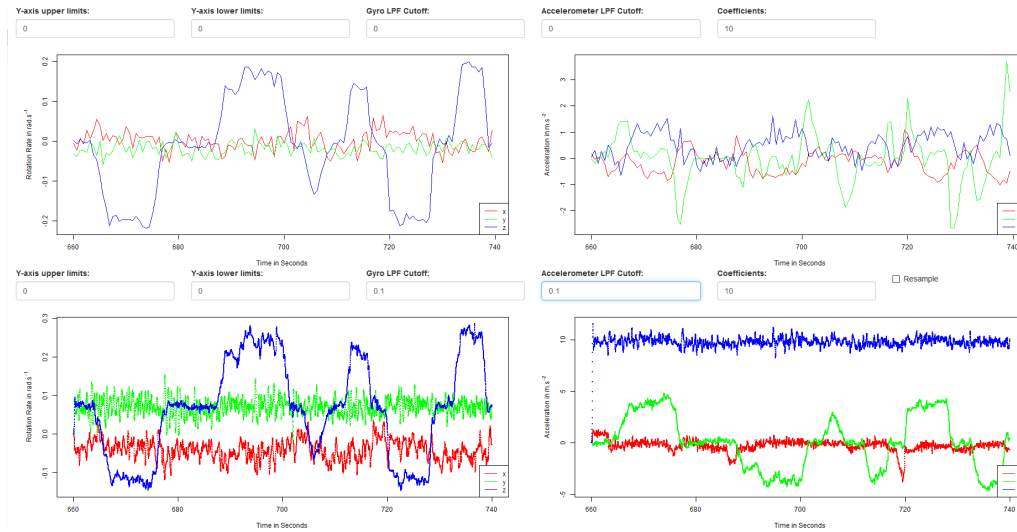 Y-axis upper limits: Y-axis lower limits: Gyro LPF Cutoff: Accelerometer LPF Cutoff: Coefficients:
0 0 0 0 10
Rotation Rate in rad.s⁻¹
0.2
0.1
0.0
-0.1
-0.2
x
y
z
660 680 700 720 740
Time in Seconds
Acceleration in m.s⁻²
3
2
1
0
-1
-2
660 680 700 720 740
Time in Seconds
Y-axis upper limits: Y-axis lower limits: Gyro LPF Cutoff: Accelerometer LPF Cutoff: Coefficients: Resample
0 0 0.1 0.1 10
Rotation Rate in rad.s⁻¹
0.3
0.2
0.1
0.0
-0.1
x
y
z
660 680 700 720 740
Time in Seconds
Acceleration in m.s⁻²
10
5
0
-5
660 680 700 720 740
Time in Seconds